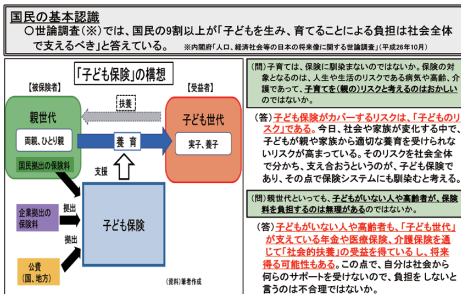 国民の基本認識
○世論調査(※)では、国民の9割以上が「子どもを生み、育てることによる負担は社会全体
で支えるべき」と答えている。 ※内閣府「人口、経済社会等の日本の将来像に関する世論調査」(平成26年10月)
「子ども保険」の構想
【被保険者】
【受益者】
扶養
親世代
両親、ひとり親
養 育
子ども世代
実子、養子
国民拠出の保険料
支援
拠出
企業拠出の
保険料
拠出
子ども保険
公費
(国、地方)
拠出
(資料)筆者作成
(問)子育ては、保険に馴染まないのではないか。保険の対
象となるのは、人生や生活のリスクである病気や高齢、介
護であって、子育てを(親の)リスクと考えるのはおかしい
のではないか。
(答)子ども保険がカバーするリスクは、「子どものリ
スク」である。今日、社会や家族が変化する中で、
子どもが親や家族から適切な養育を受けられな
いリスクが高まっている。そのリスクを社会全体
で分かち、支え合おうというのが、子ども保険で
あり、その点で保険システムにも馴染むと考える。
(問)親世代といっても、子どもがいない人や高齢者が、保険
料を負担するのは無理があるのではないか。
(答)子どもがいない人や高齢者も、「子ども世代」
が支えている年金や医療保険、介護保険を通
じて「社会的扶養」の受益を得ているし、将来
得る可能性もある。この点で、自分は社会から
何らのサポートを受けないので、負担をしないと
言うのは不合理ではないか。